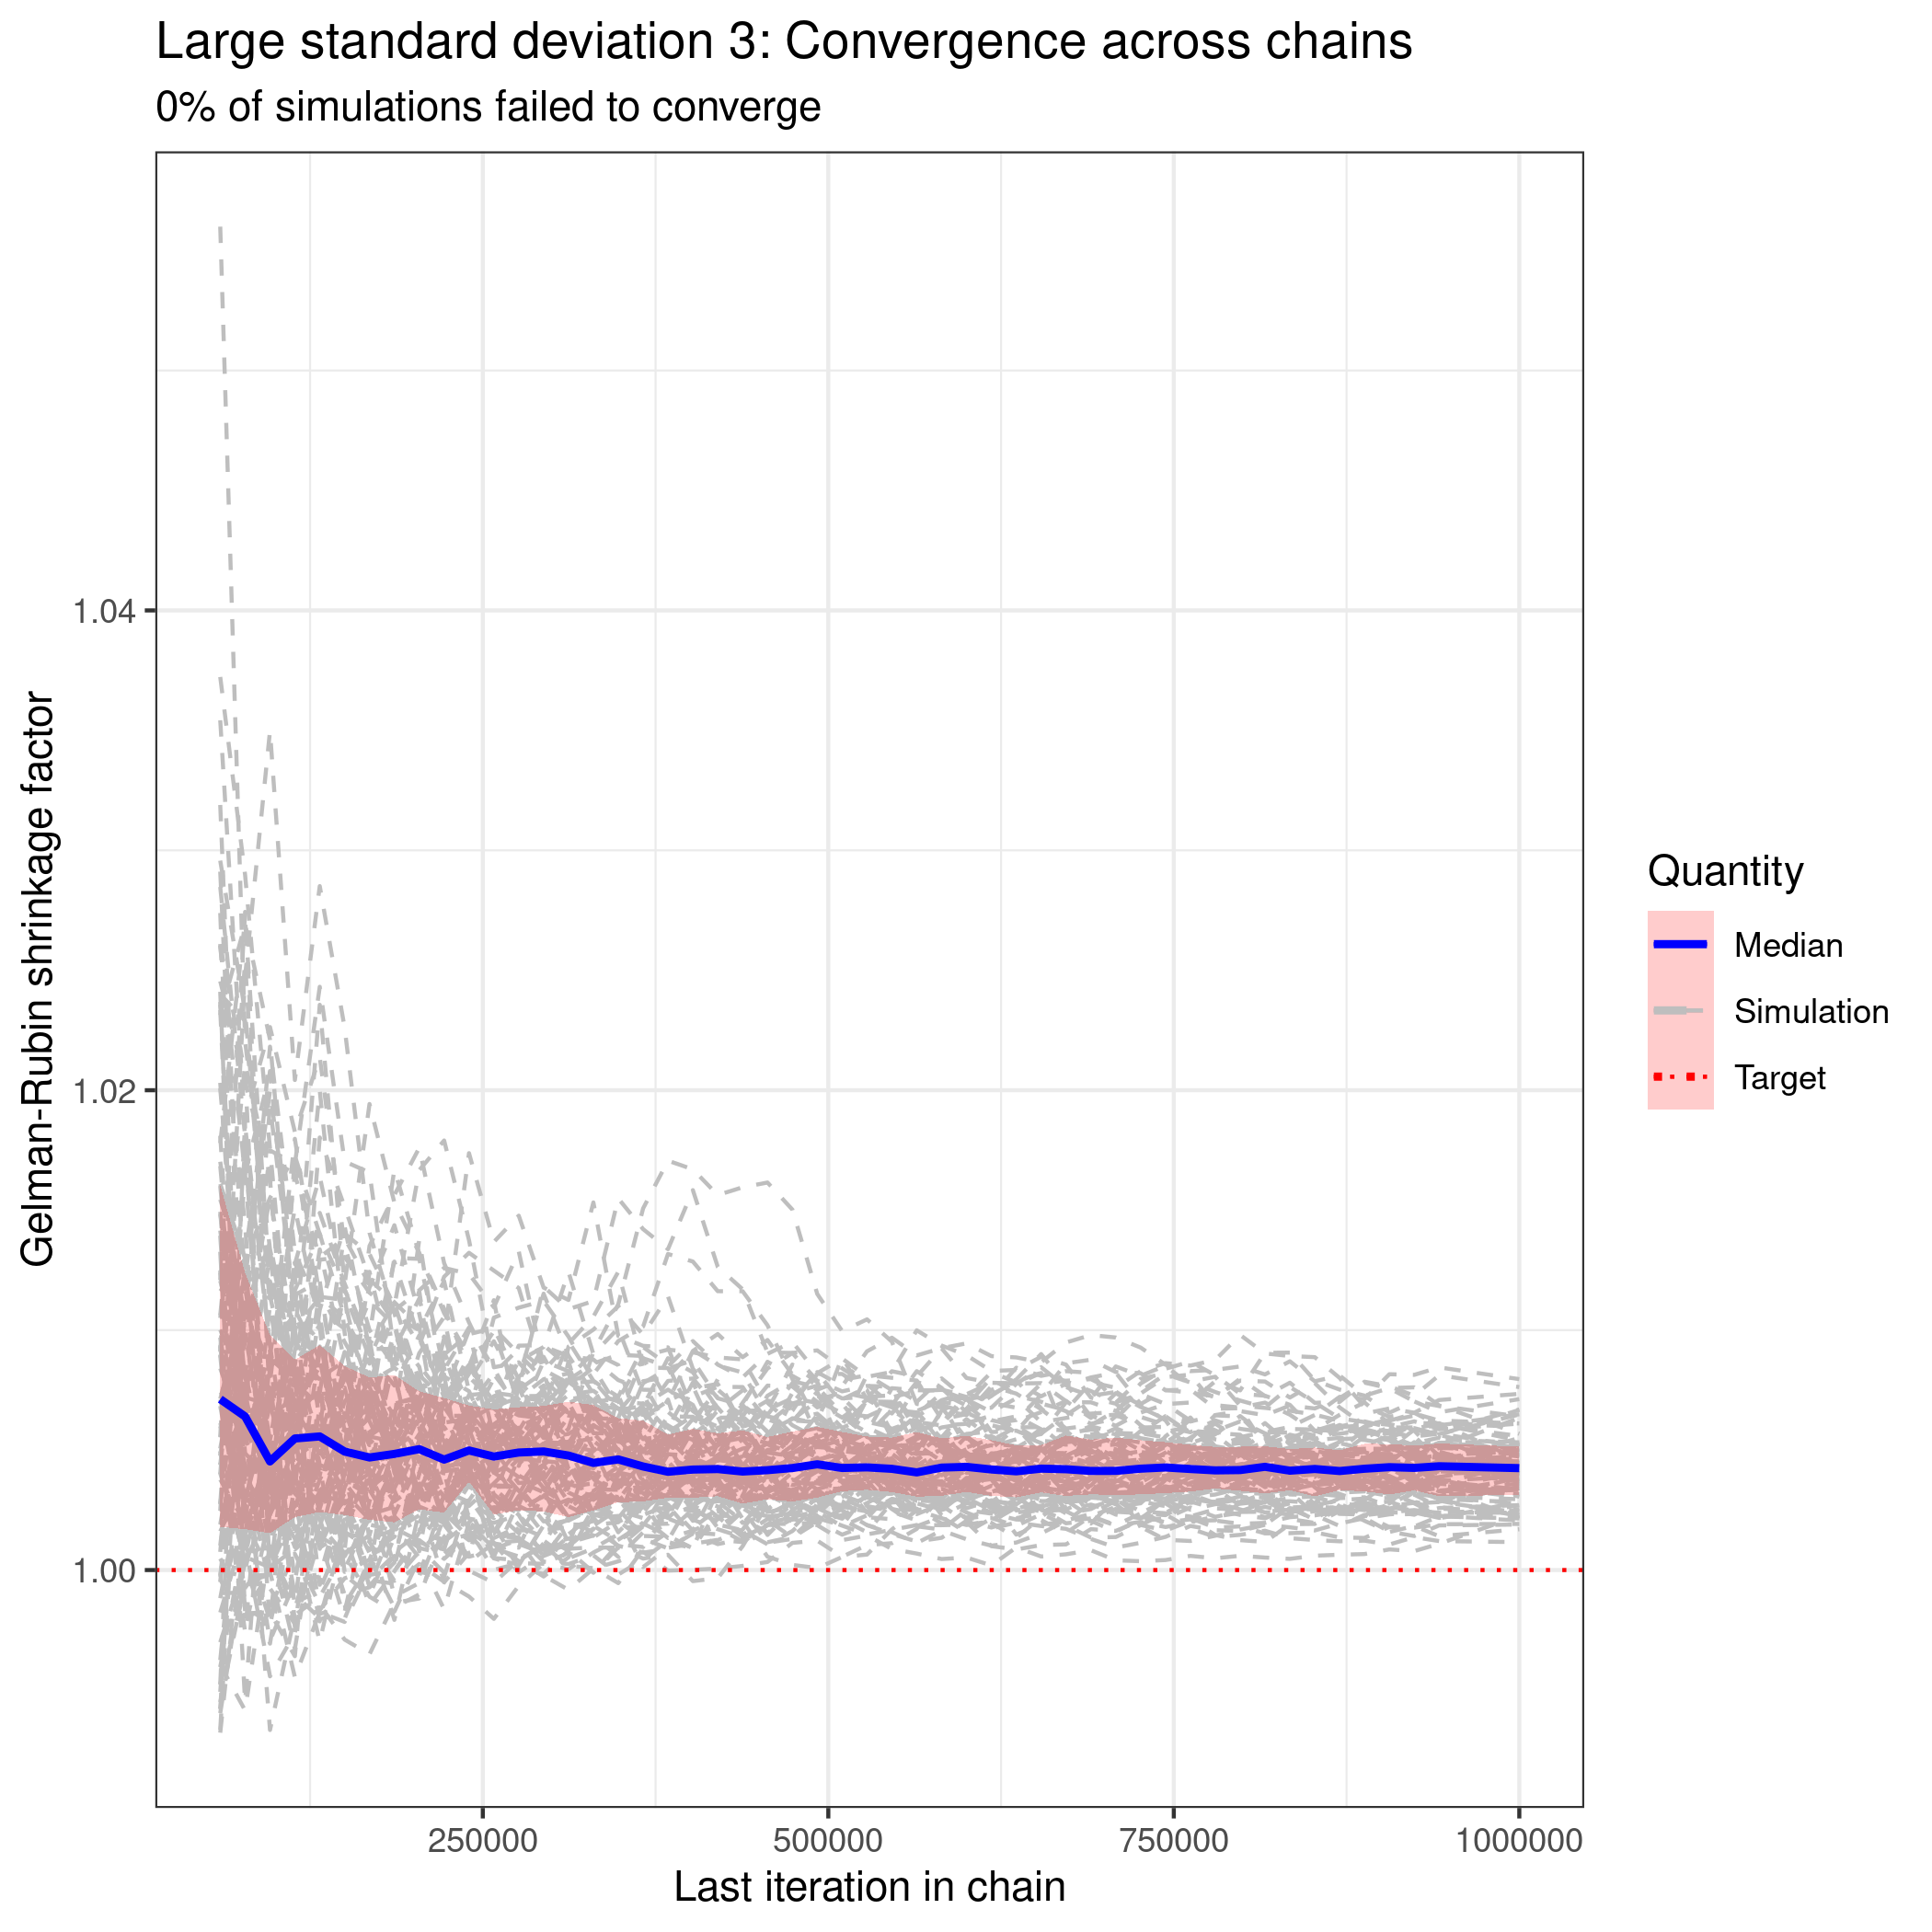 Large standard deviation 3: Convergence across chains
0% of simulations failed to converge
Gelman-Rubin shrinkage factor
1.04
1.02
1.00
250000
500000
750000
1000000
Last iteration in chain
Quantity
Median
Simulation
Target